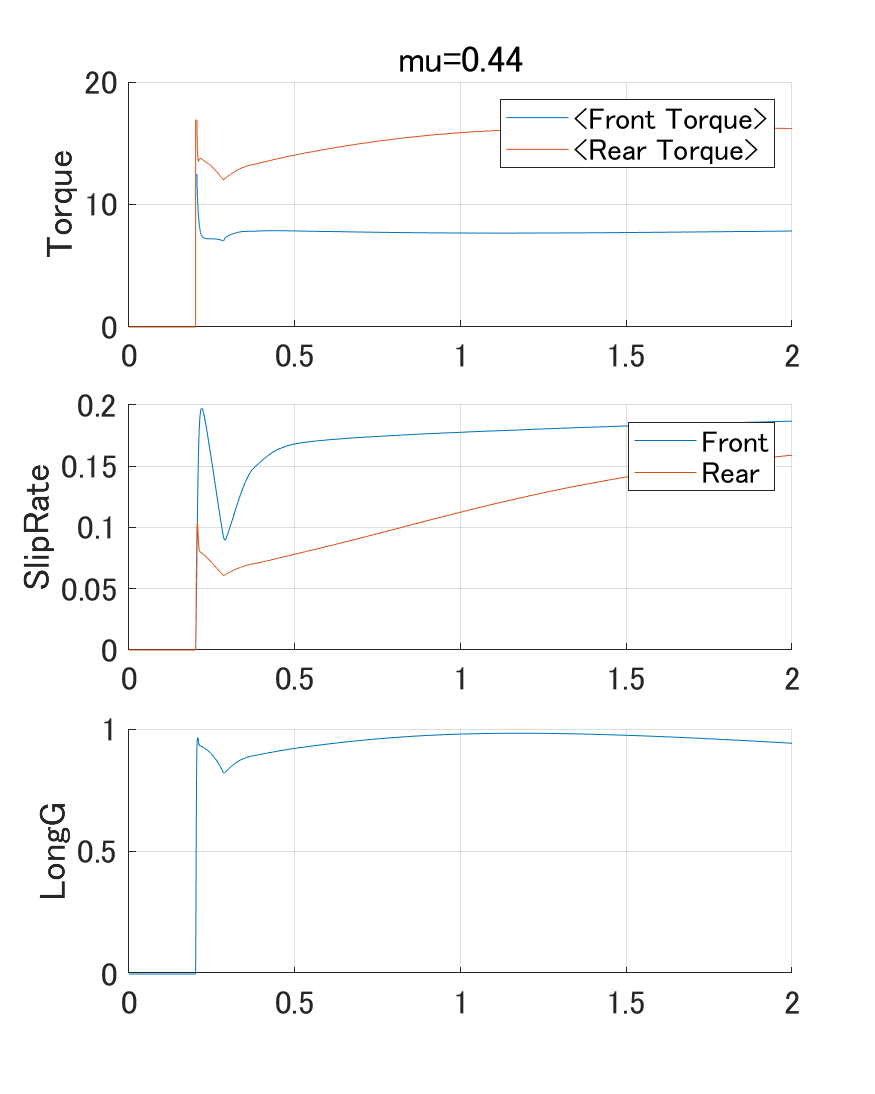 mu=0.44
20
10
0
Torque
<Front Torque>
<Rear Torque>
0 0.5 1 1.5 2
0.2
0.15
0.1
0.05
0
SlipRate
Front
Rear
0 0.5 1 1.5 2
1
0.5
0
LongG
0 0.5 1 1.5 2